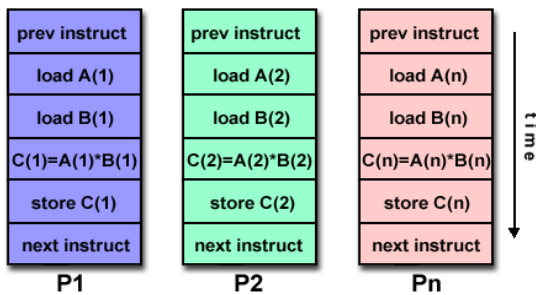 prev instruct
load A(1)
load B(1)
C(1)=A(1)*B(1)
store C(1)
next instruct
P1
prev instruct
load A(2)
load B(2)
C(2)=A(2)*B(2)
store C(2)
next instruct
P2
prev instruct
load A(n)
load B(n)
C(n)=A(n)*B(n)
store C(n)
next instruct
Pn
time